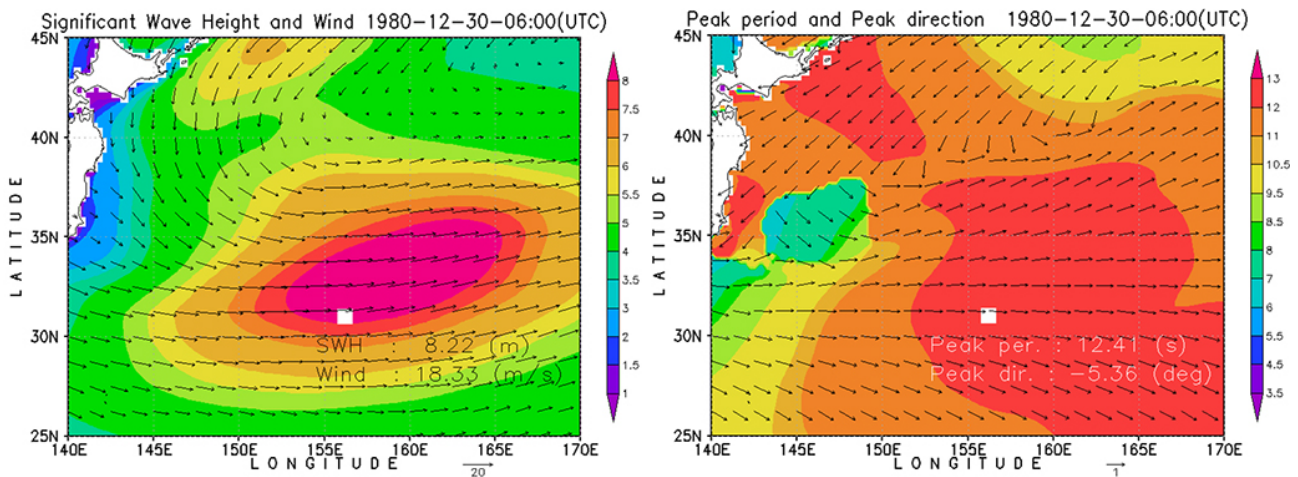 Significant Wave Height and Wind 1980-12-30-06:00(UTC)
45N
40N
35N
30N
25N
LATITUDE
140E 145E 150E 155E 160E 165E 170E
LONGITUDE
20
SWH : 8.22 (m)
Wind : 18.33 (m/s)
8
7.5
7
6
5.5
5
4
3.5
3
2
1.5
1
Peak period and Peak direction 1980-12-30-06:00(UTC)
45N
40N
35N
30N
25N
LATITUDE
140E 145E 150E 155E 160E 165E 170E
LONGITUDE
1
Peak per. : 12.41 (s)
Peak dir. : -5.36 (deg)
13
12
11
10.5
9.5
8.5
8
7
6
5.5
4.5
3.5